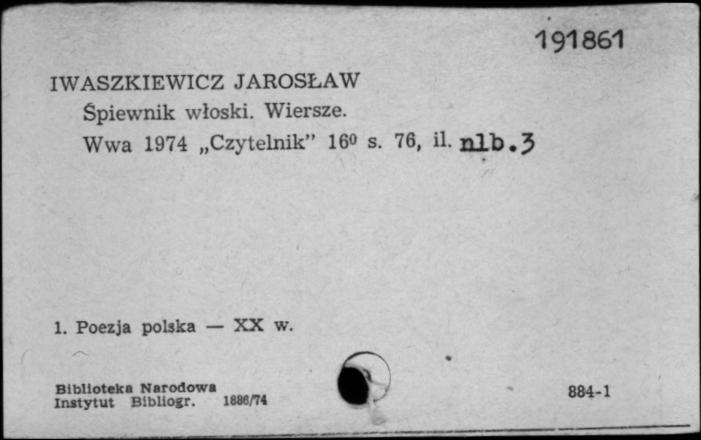 191861
IWASZKIEWICZ JAROSŁAW
Śpiewnik włoski. Wiersze.
Wwa 1974 „Czytelnik” 16⁰ s. 76, il. nlb.3
1. Poezja polska — XX w.
Biblioteka Narodowa
Instytut Bibliogr. 1886/74
884-1